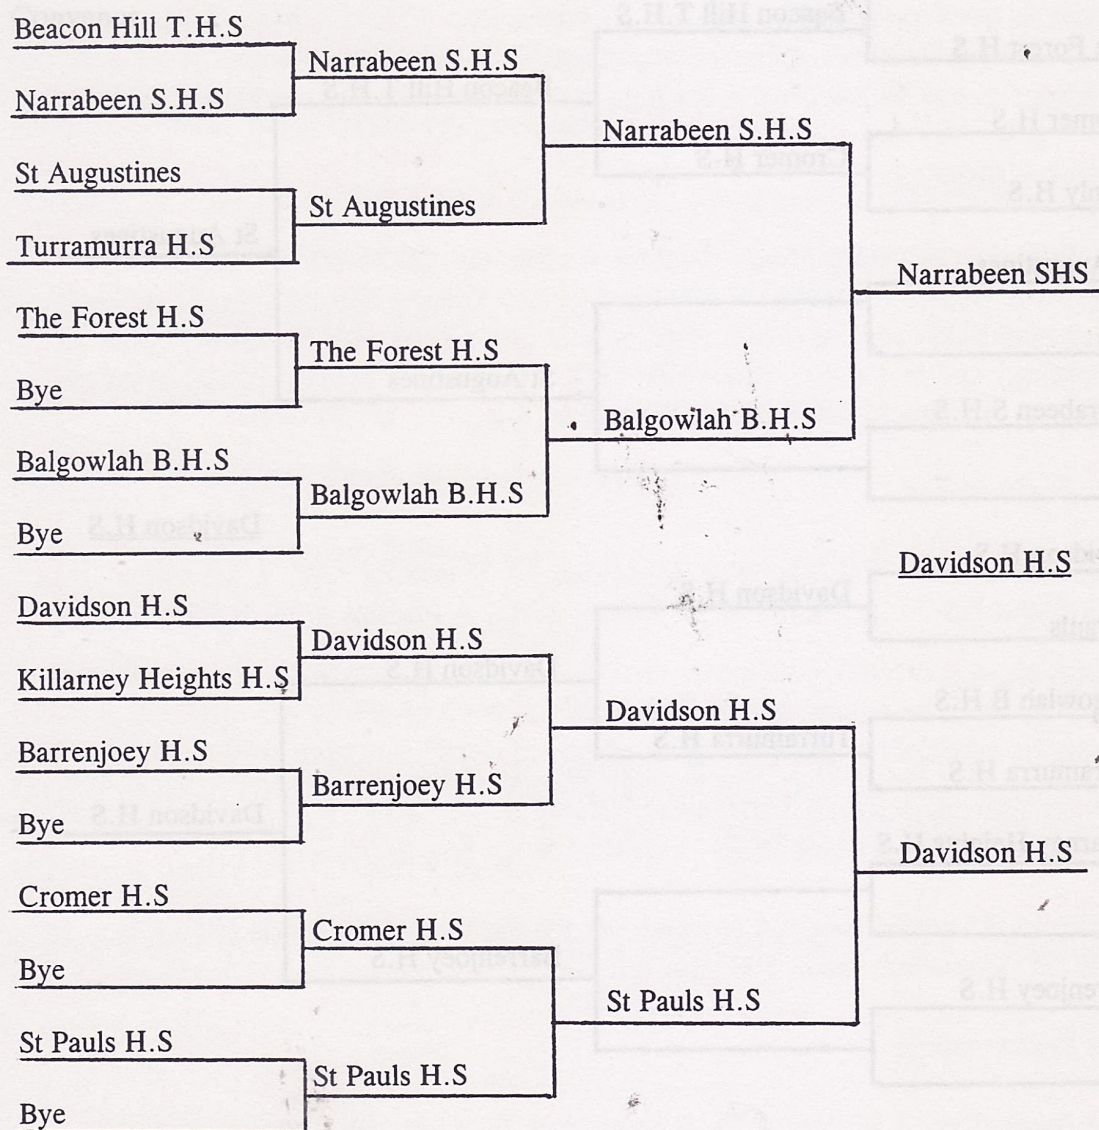 Beacon Hill T.H.S
Narrabeen S.H.S
St Augustines
Turramurra H.S
The Forest H.S
Bye
Balgowlah B.H.S
Bye
Davidson H.S
Killarney Heights H.S
Barrenjoey H.S
Bye
Cromer H.S
Bye
St Pauls H.S
Bye
Narrabeen S.H.S
St Augustines
The Forest H.S
Balgowlah B.H.S
Davidson H.S
Barrenjoey H.S
Cromer H.S
St Pauls H.S
Narrabeen S.H.S
Balgowlah B.H.S
Davidson H.S
St Pauls H.S
Narrabeen SHS
Davidson H.S
Davidson H.S